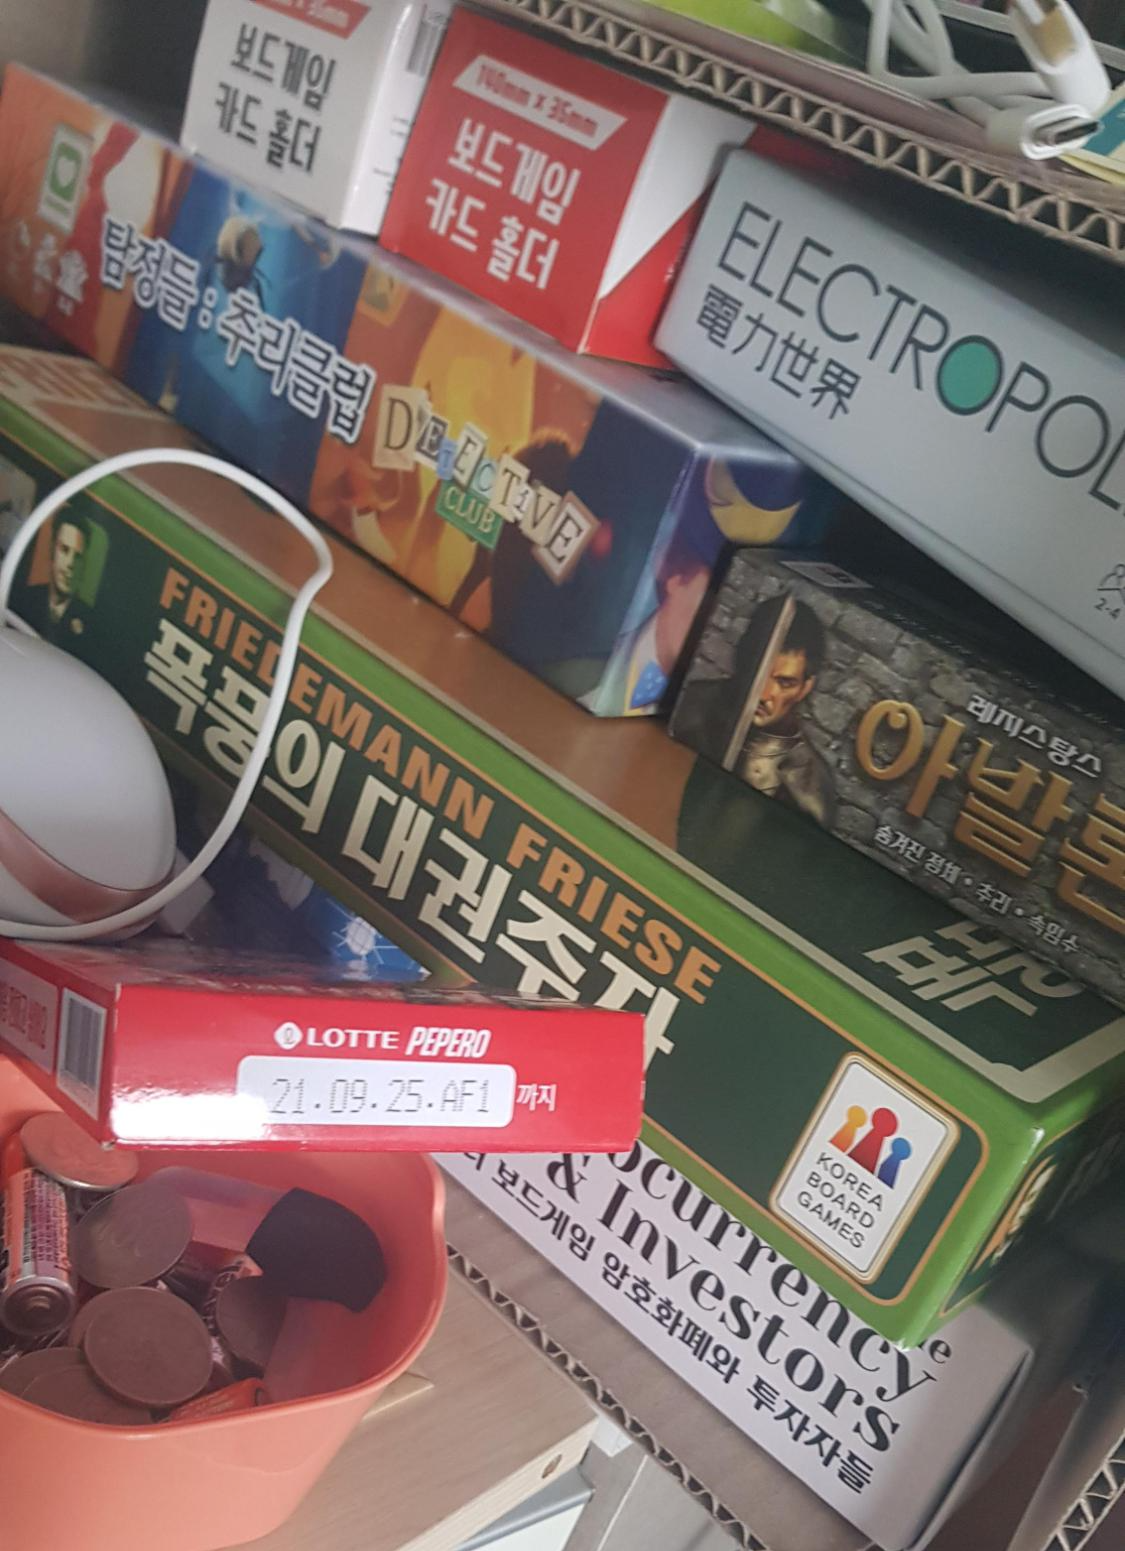 보드게임
카드 홀더
140mm x 95mm
보드게임
카드 홀더
ELECTROPOL
電力世界
2-4
탐정들 : 추리클럽
DETECTIVE
CLUB
레지스탕스
아발론
숨겨진 정체 • 추리 • 속임수
FRIEDEMANN FRIESE
폭풍의 대권주자
KOREA
BOARD
GAMES
LOTTE PEPERO
21.09.25.AF1 까지
ocurrency
& Investors
보드게임 암호화폐와 투자자들